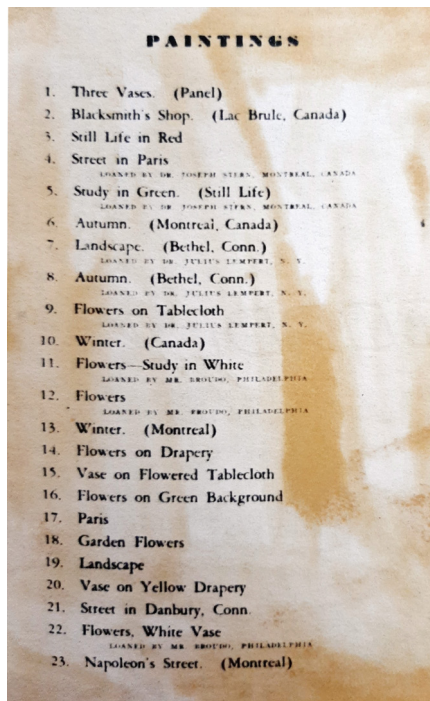 PAINTINGS
1. Three Vases. (Panel)
2. Blacksmith's Shop. (Lac Brule, Canada)
3. Still Life in Red
4. Street in Paris
LOANED BY DR. JOSEPH STERN, MONTREAL, CANADA
5. Study in Green. (Still Life)
LOANED BY DR. JOSEPH STERN, MONTREAL, CANADA
6. Autumn. (Montreal, Canada)
7. Landscape. (Bethel, Conn.)
LOANED BY DR. JULIUS LEMPERT, N. Y.
8. Autumn. (Bethel, Conn.)
LOANED BY DR. JULIUS LEMPERT, N. Y.
9. Flowers on Tablecloth
LOANED BY DR. JULIUS LEMPERT, N. Y.
10. Winter. (Canada)
11. Flowers—Study in White
LOANED BY MR. BROUDO, PHILADELPHIA
12. Flowers
LOANED BY MR. BROUDO, PHILADELPHIA
13. Winter. (Montreal)
14. Flowers on Drapery
15. Vase on Flowered Tablecloth
16. Flowers on Green Background
17. Paris
18. Garden Flowers
19. Landscape
20. Vase on Yellow Drapery
21. Street in Danbury, Conn.
22. Flowers, White Vase
LOANED BY MR. BROUDO, PHILADELPHIA
23. Napoleon's Street. (Montreal)